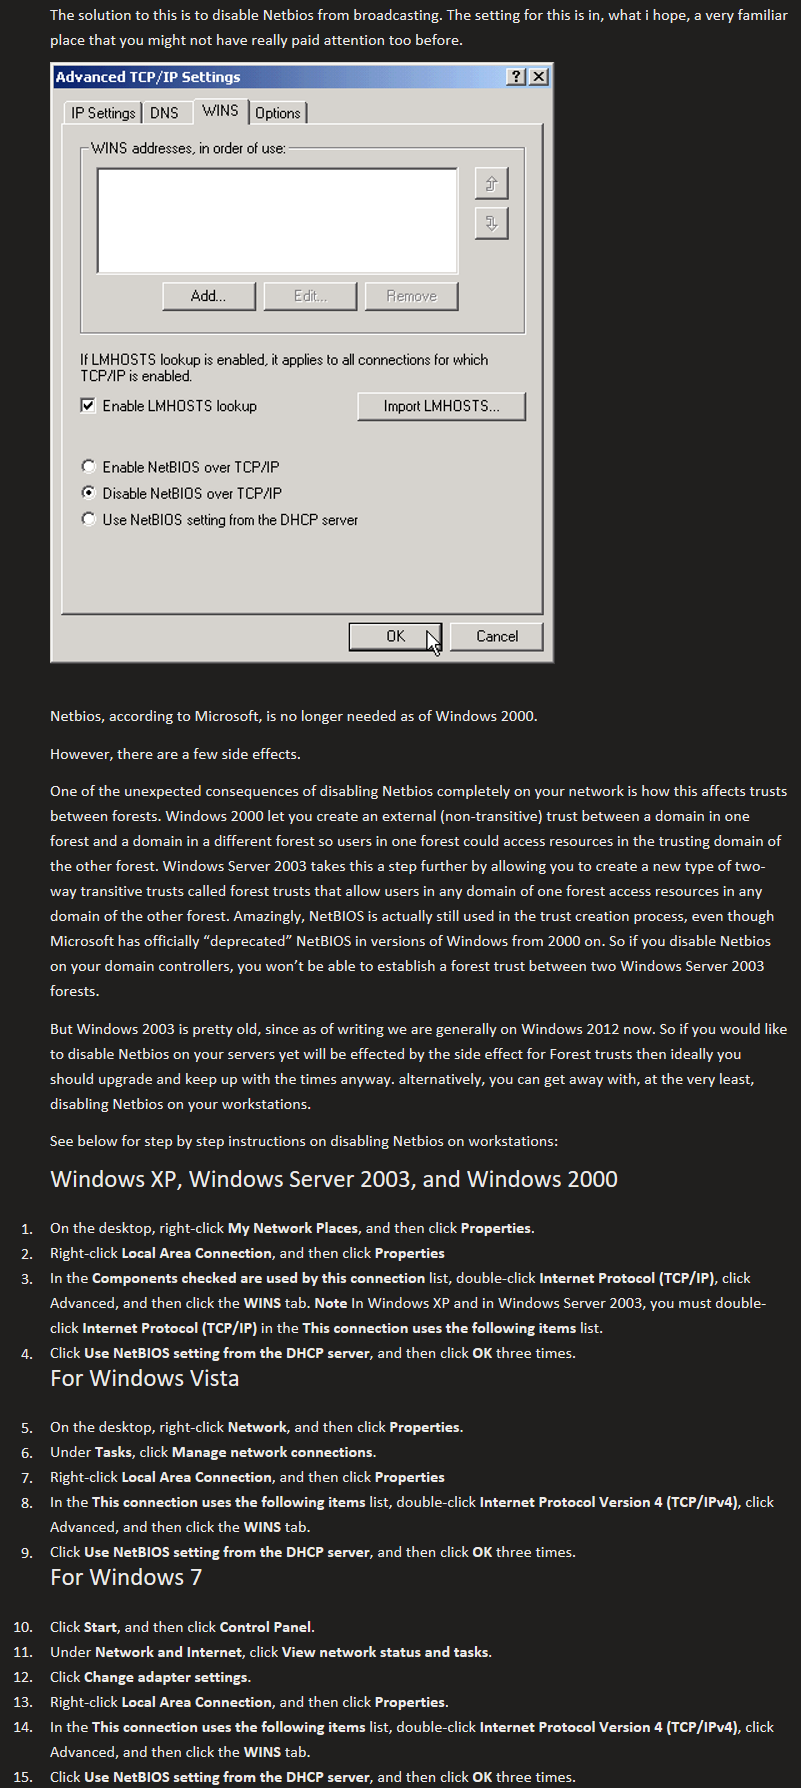 The solution to this is to disable Netbios from broadcasting. The setting for this is in, what i hope, a very familiar
place that you might not have really paid attention too before.
Advanced TCP/IP Settings
IP Settings DNS WINS Options
WINS addresses, in order of use:
Add... Edit... Remove
If LMHOSTS lookup is enabled, it applies to all connections for which
TCP/IP is enabled.
Enable LMHOSTS lookup Import LMHOSTS...
Enable NetBIOS over TCP/IP
Disable NetBIOS over TCP/IP
Use NetBIOS setting from the DHCP server
OK Cancel
Netbios, according to Microsoft, is no longer needed as of Windows 2000.
However, there are a few side effects.
One of the unexpected consequences of disabling Netbios completely on your network is how this affects trusts
between forests. Windows 2000 let you create an external (non-transitive) trust between a domain in one
forest and a domain in a different forest so users in one forest could access resources in the trusting domain of
the other forest. Windows Server 2003 takes this a step further by allowing you to create a new type of two-
way transitive trusts called forest trusts that allow users in any domain of one forest access resources in any
domain of the other forest. Amazingly, NetBIOS is actually still used in the trust creation process, even though
Microsoft has officially “deprecated” NetBIOS in versions of Windows from 2000 on. So if you disable Netbios
on your domain controllers, you won’t be able to establish a forest trust between two Windows Server 2003
forests.
But Windows 2003 is pretty old, since as of writing we are generally on Windows 2012 now. So if you would like
to disable Netbios on your servers yet will be effected by the side effect for Forest trusts then ideally you
should upgrade and keep up with the times anyway. alternatively, you can get away with, at the very least,
disabling Netbios on your workstations.
See below for step by step instructions on disabling Netbios on workstations:
Windows XP, Windows Server 2003, and Windows 2000
1. On the desktop, right-click My Network Places, and then click Properties.
2. Right-click Local Area Connection, and then click Properties
3. In the Components checked are used by this connection list, double-click Internet Protocol (TCP/IP), click
Advanced, and then click the WINS tab. Note In Windows XP and in Windows Server 2003, you must double-
click Internet Protocol (TCP/IP) in the This connection uses the following items list.
4. Click Use NetBIOS setting from the DHCP server, and then click OK three times.
For Windows Vista
5. On the desktop, right-click Network, and then click Properties.
6. Under Tasks, click Manage network connections.
7. Right-click Local Area Connection, and then click Properties
8. In the This connection uses the following items list, double-click Internet Protocol Version 4 (TCP/IPv4), click
Advanced, and then click the WINS tab.
9. Click Use NetBIOS setting from the DHCP server, and then click OK three times.
For Windows 7
10. Click Start, and then click Control Panel.
11. Under Network and Internet, click View network status and tasks.
12. Click Change adapter settings.
13. Right-click Local Area Connection, and then click Properties.
14. In the This connection uses the following items list, double-click Internet Protocol Version 4 (TCP/IPv4), click
Advanced, and then click the WINS tab.
15. Click Use NetBIOS setting from the DHCP server, and then click OK three times.